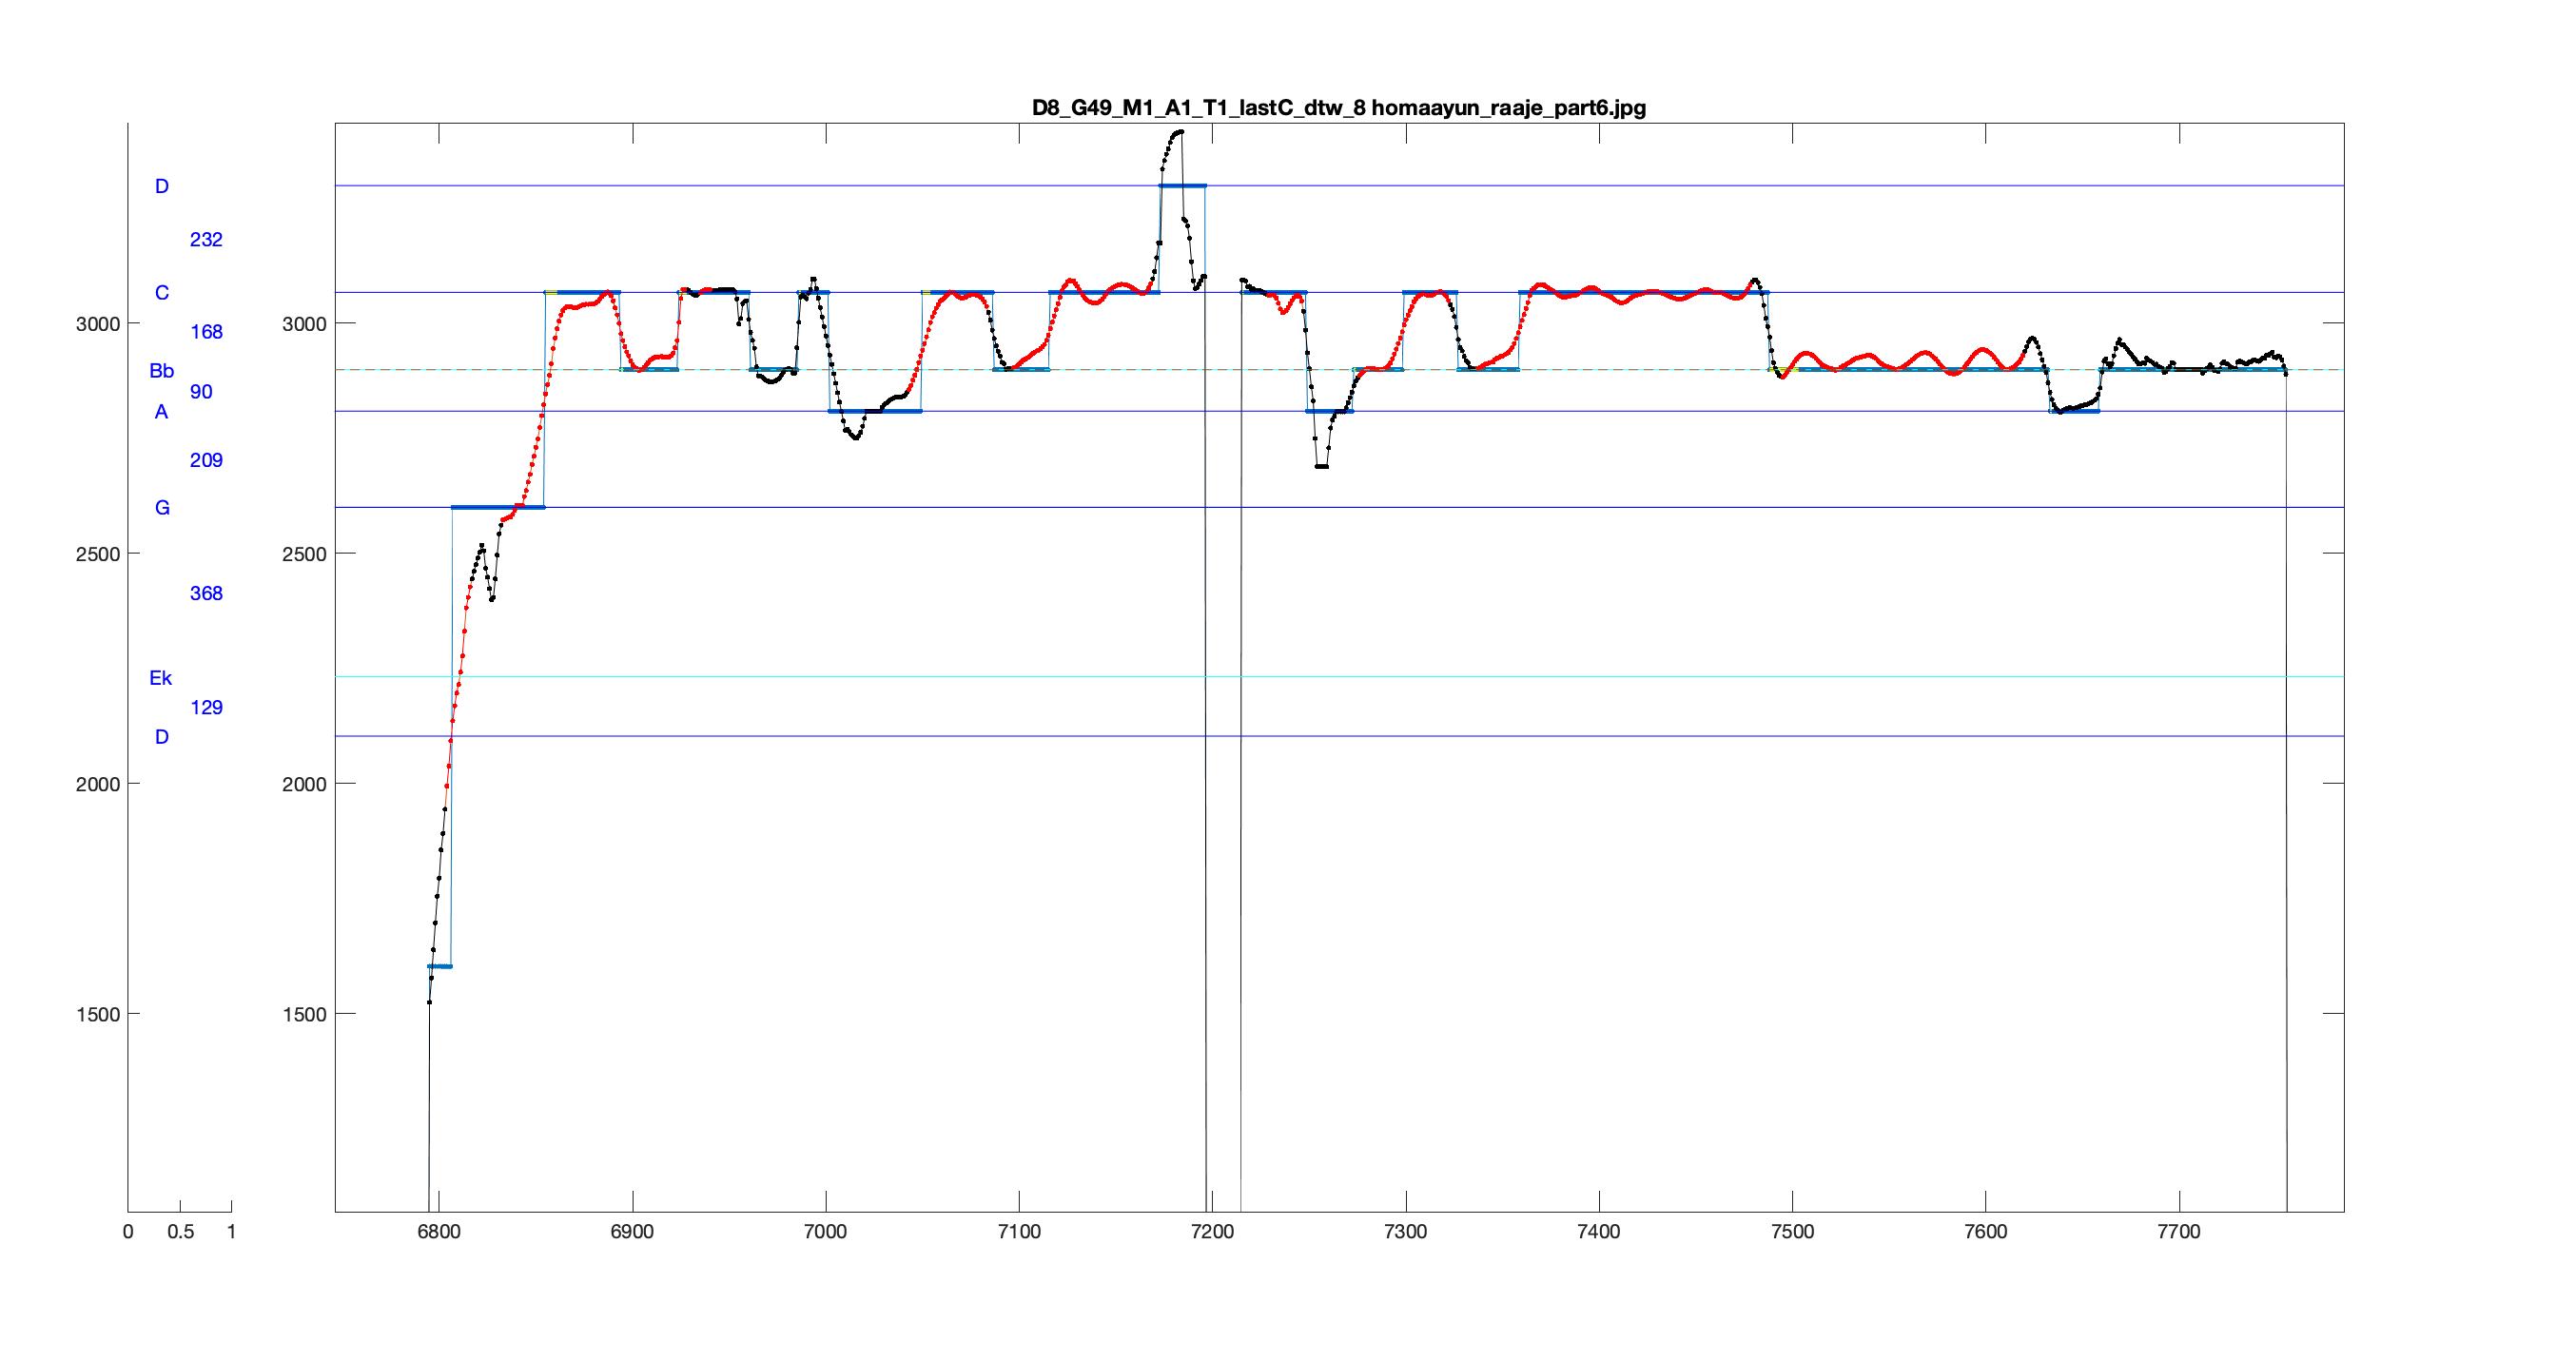 D8_G49_M1_A1_T1_lastC_dtw_8 homaayun_raaje_part6.jpg
D
232
C
3000 168 3000
Bb
90
A
209
G
2500 2500
368
Ek
129
D
2000 2000
1500 1500
0 0.5 1 6800 6900 7000 7100 7200 7300 7400 7500 7600 7700